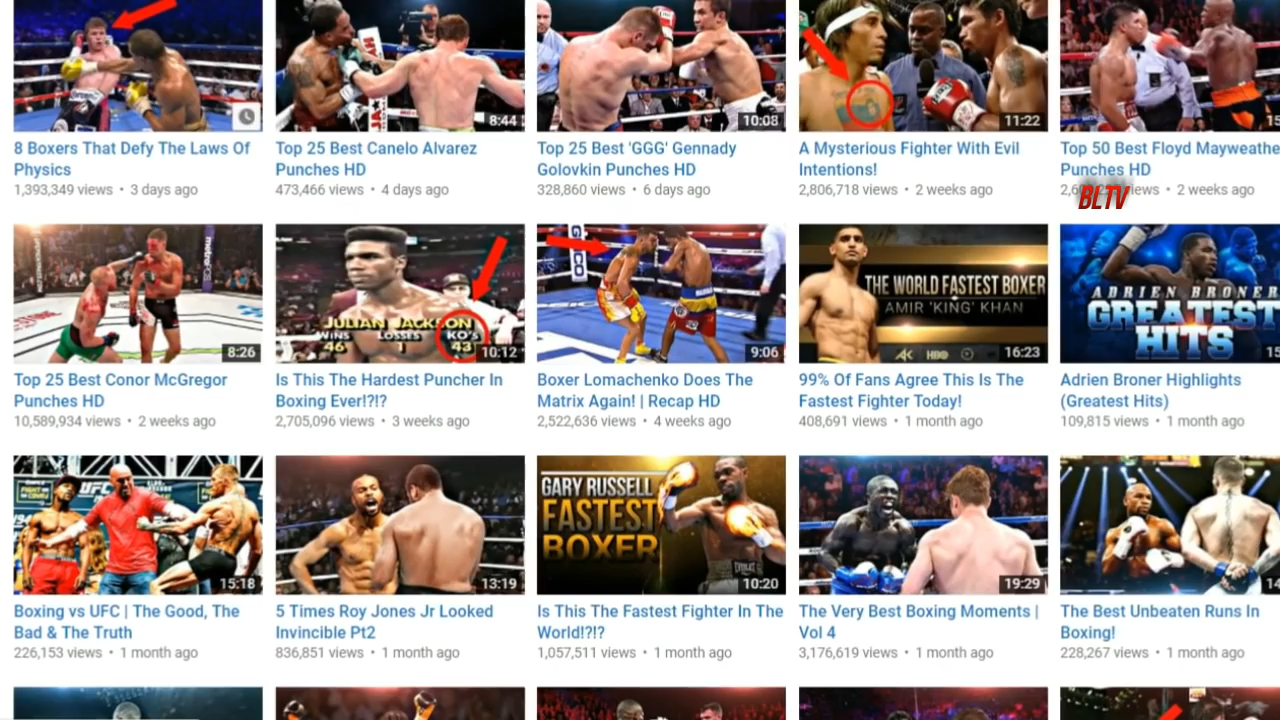 8:44
10:08
11:22
15
8 Boxers That Defy The Laws Of
Physics
1,393,349 views • 3 days ago
Top 25 Best Canelo Alvarez
Punches HD
473,466 views • 4 days ago
Top 25 Best 'GGG' Gennady
Golovkin Punches HD
328,860 views • 6 days ago
A Mysterious Fighter With Evil
Intentions!
2,806,718 views • 2 weeks ago
Top 50 Best Floyd Mayweathe
Punches HD
views • 2 weeks ago
BLTV
8:26
JULIAN JACKSON
WINS LOSSES KO'S
46 1 43
10:12
9:06
THE WORLD FASTEST BOXER
AMIR 'KING' KHAN
HBO
16:23
ADRIEN BRONER
GREATEST
HITS
15
Top 25 Best Conor McGregor
Punches HD
10,589,934 views • 2 weeks ago
Is This The Hardest Puncher In
Boxing Ever!?!?
2,705,096 views • 3 weeks ago
Boxer Lomachenko Does The
Matrix Again! | Recap HD
2,522,636 views • 4 weeks ago
99% Of Fans Agree This Is The
Fastest Fighter Today!
408,691 views • 1 month ago
Adrien Broner Highlights
(Greatest Hits)
109,815 views • 1 month ago
UFC
15:18
13:19
GARY RUSSELL
FASTEST
BOXER
10:20
19:29
14
Boxing vs UFC | The Good, The
Bad & The Truth
226,153 views • 1 month ago
5 Times Roy Jones Jr Looked
Invincible Pt2
836,851 views • 1 month ago
Is This The Fastest Fighter In The
World!?!?
1,057,511 views • 1 month ago
The Very Best Boxing Moments |
Vol 4
3,176,619 views • 1 month ago
The Best Unbeaten Runs In
Boxing!
228,267 views • 1 month ago